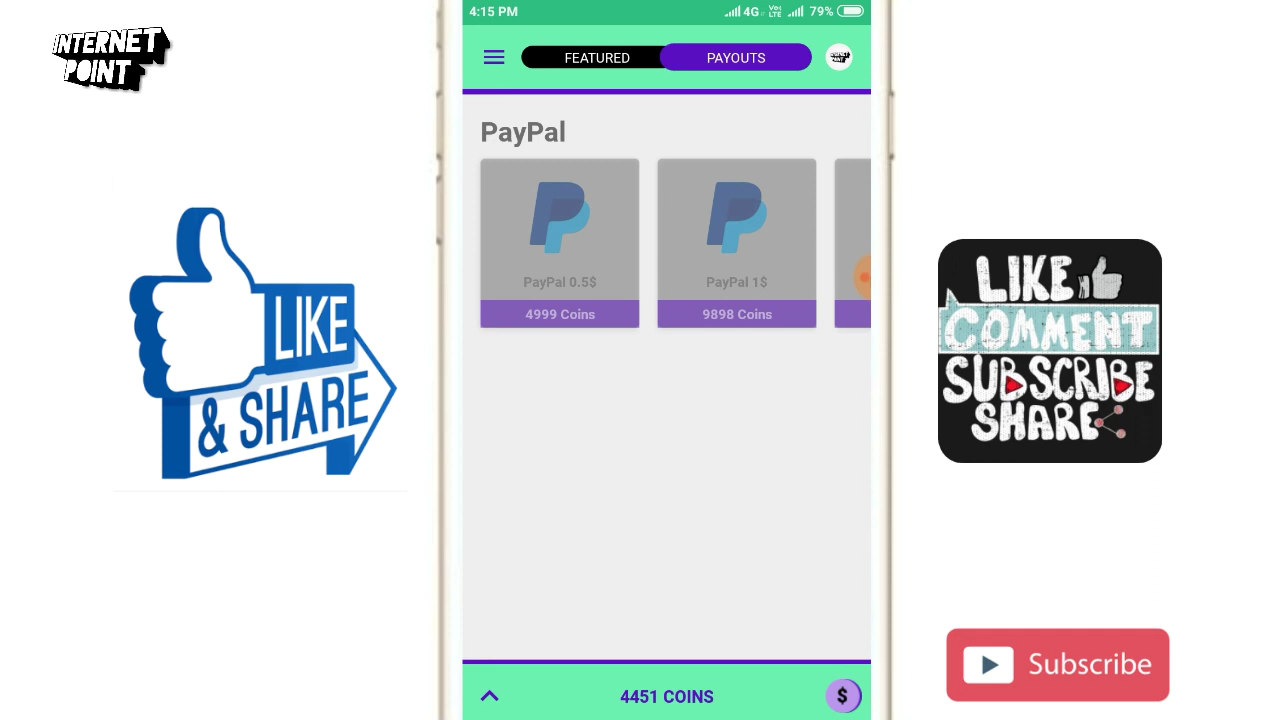 INTERNET
POINT
4:15 PM 4G VoLTE 79%
FEATURED PAYOUTS
PayPal
PayPal 0.5$ PayPal 1$
4999 Coins 9898 Coins
LIKE
& SHARE
LIKE
COMMENT
SUBSCRIBE
SHARE
Subscribe
4451 COINS
$